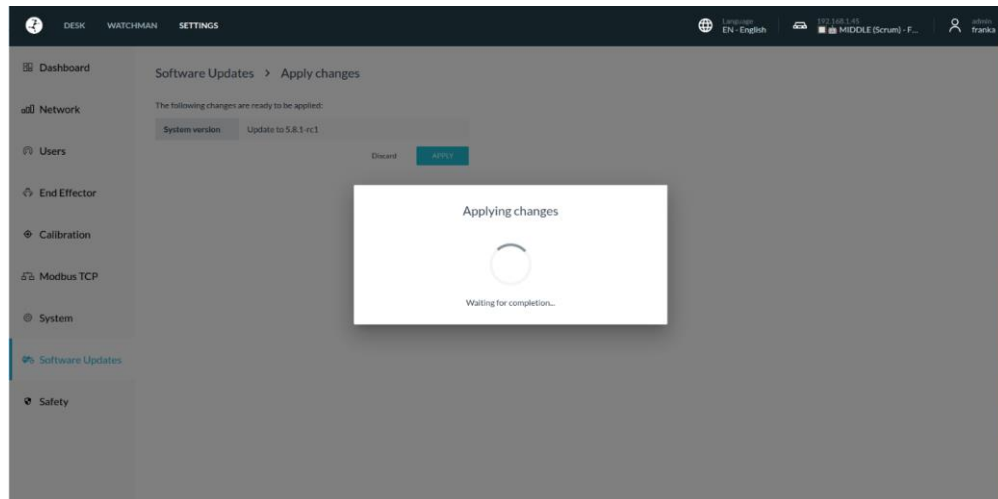 DESK WATCHMAN SETTINGS
Language
EN - English
192.168.1.45
MIDDLE (Scrum) - F...
admin
franka
Dashboard
Network
Users
End Effector
Calibration
Modbus TCP
System
Software Updates
Safety
Software Updates > Apply changes
The following changes are ready to be applied:
System version Update to 5.8.1-rc1
Discard APPLY
Applying changes
Waiting for completion...